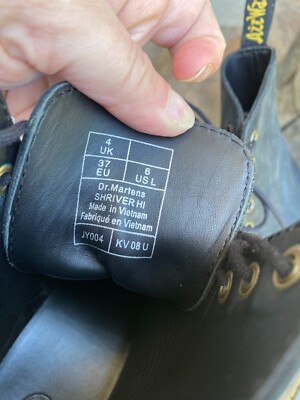 AirWa
4
UK
37 6
EU US L
Dr.Martens
SHRIVER HI
Made in Vietnam
Fabriqué en Vietnam
JY004 KV 08 U